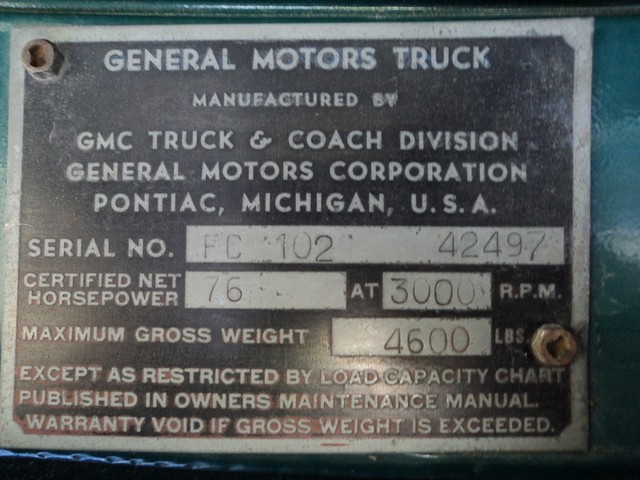 GENERAL MOTORS TRUCK
MANUFACTURED BY
GMC TRUCK & COACH DIVISION
GENERAL MOTORS CORPORATION
PONTIAC, MICHIGAN, U.S.A.
SERIAL NO. FC 102 42497
CERTIFIED NET HORSEPOWER 76 AT 3000 R.P.M.
MAXIMUM GROSS WEIGHT 4600 LBS.
EXCEPT AS RESTRICTED BY LOAD CAPACITY CHART
PUBLISHED IN OWNERS MAINTENANCE MANUAL.
WARRANTY VOID IF GROSS WEIGHT IS EXCEEDED.